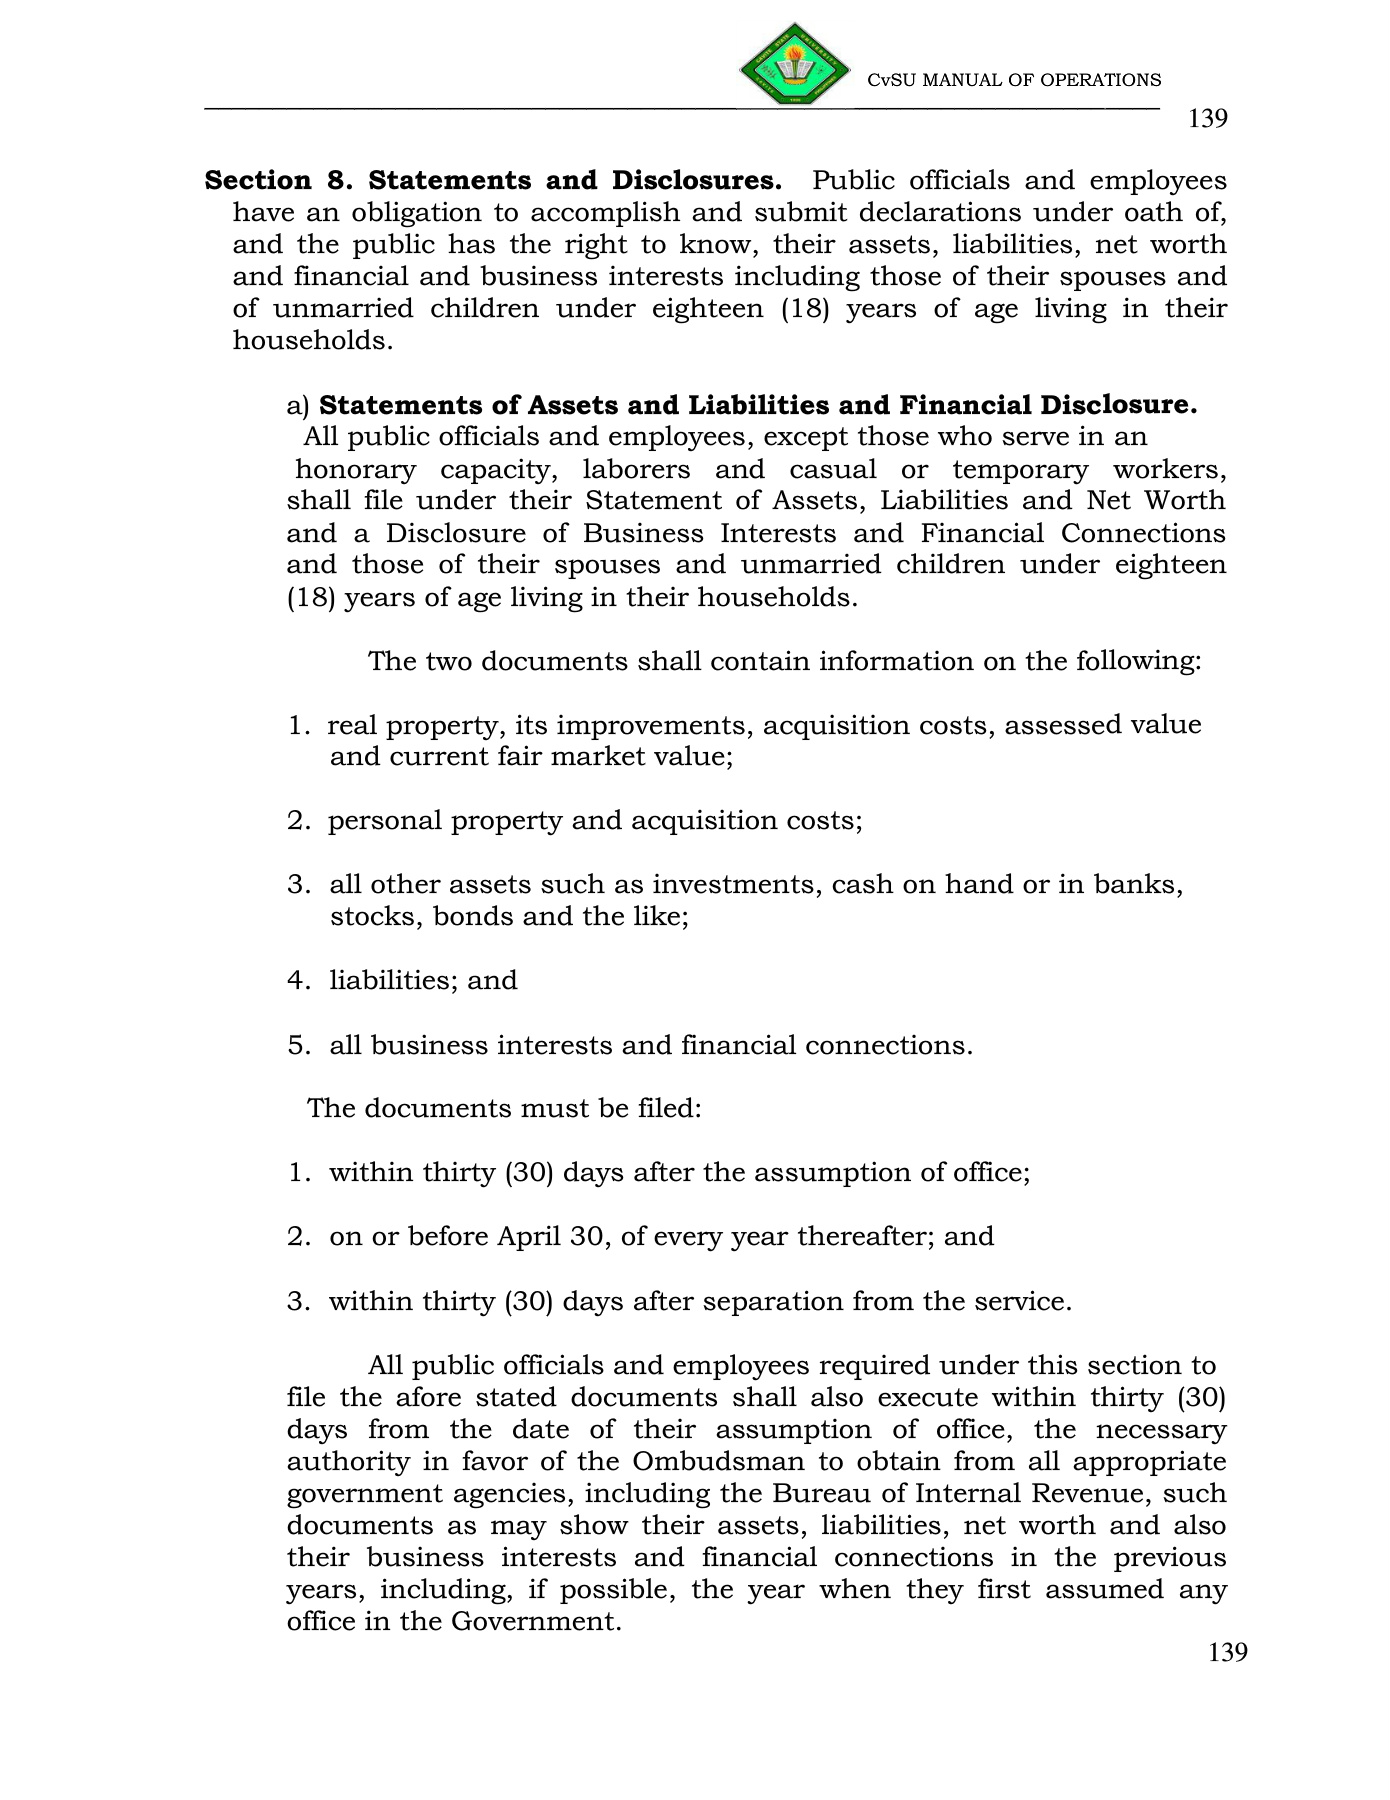 CvSU MANUAL OF OPERATIONS
139
Section 8. Statements and Disclosures. Public officials and employees
have an obligation to accomplish and submit declarations under oath of,
and the public has the right to know, their assets, liabilities, net worth
and financial and business interests including those of their spouses and
of unmarried children under eighteen (18) years of age living in their
households.
a) Statements of Assets and Liabilities and Financial Disclosure.
All public officials and employees, except those who serve in an
honorary capacity, laborers and casual or temporary workers,
shall file under their Statement of Assets, Liabilities and Net Worth
and a Disclosure of Business Interests and Financial Connections
and those of their spouses and unmarried children under eighteen
(18) years of age living in their households.
The two documents shall contain information on the following:
1. real property, its improvements, acquisition costs, assessed value
and current fair market value;
2. personal property and acquisition costs;
3. all other assets such as investments, cash on hand or in banks,
stocks, bonds and the like;
4. liabilities; and
5. all business interests and financial connections.
The documents must be filed:
1. within thirty (30) days after the assumption of office;
2. on or before April 30, of every year thereafter; and
3. within thirty (30) days after separation from the service.
All public officials and employees required under this section to
file the afore stated documents shall also execute within thirty (30)
days from the date of their assumption of office, the necessary
authority in favor of the Ombudsman to obtain from all appropriate
government agencies, including the Bureau of Internal Revenue, such
documents as may show their assets, liabilities, net worth and also
their business interests and financial connections in the previous
years, including, if possible, the year when they first assumed any
office in the Government.
139